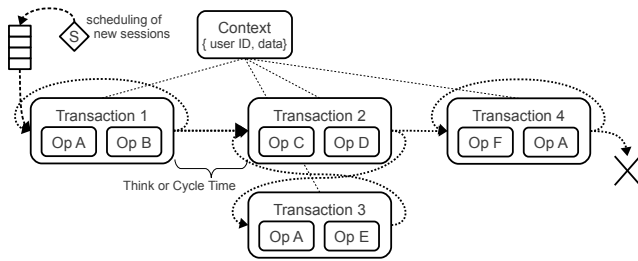 S
scheduling of
new sessions
Context
{ user ID, data}
Transaction 1
Op A
Op B
Transaction 2
Op C
Op D
Transaction 4
Op F
Op A
Think or Cycle Time
Transaction 3
Op A
Op E